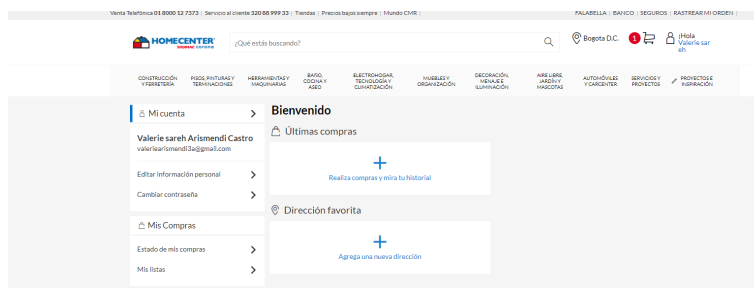 Venta Telefónica 01 8000 12 7373 | Servicio al cliente 320 88 999 33 | Tiendas | Precios bajos siempre | Mundo CMR |
FALABELLA | BANCO | SEGUROS | RASTREAR MI ORDEN |
HOMECENTER
SODIMAC CORONA
¿Qué estás buscando?
Bogota D.C.
1
¡Hola
Valerie sar
eh
CONSTRUCCIÓN
Y FERRETERÍA
PISOS, PINTURAS Y
TERMINACIONES
HERRAMIENTAS Y
MAQUINARIAS
BAÑO,
COCINA Y
ASEO
ELECTROHOGAR,
TECNOLOGÍA Y
CLIMATIZACIÓN
MUEBLES Y
ORGANIZACIÓN
DECORACIÓN,
MENAJE E
ILUMINACIÓN
AIRE LIBRE,
JARDÍN Y
MASCOTAS
AUTOMÓVILES
Y CARCENTER
SERVICIOS Y
PROYECTOS
PROYECTOS E
INSPIRACIÓN
Mi cuenta
Valerie sareh Arismendi Castro
valeriearismendi3a@gmail.com
Editar información personal
Cambiar contraseña
Mis Compras
Estado de mis compras
Mis listas
Bienvenido
Últimas compras
Realiza compras y mira tu historial
Dirección favorita
Agrega una nueva dirección